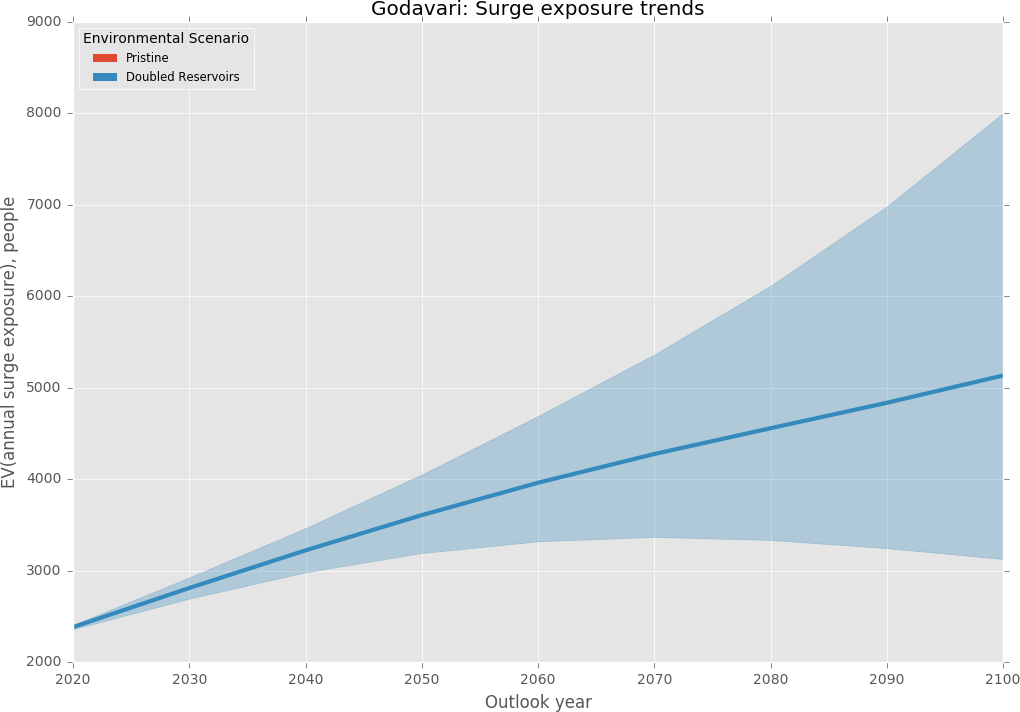 Godavari: Surge exposure trends
9000
8000
7000
6000
5000
4000
3000
2000
EV(annual surge exposure), people
Environmental Scenario
Pristine
Doubled Reservoirs
2020 2030 2040 2050 2060 2070 2080 2090 2100
Outlook year